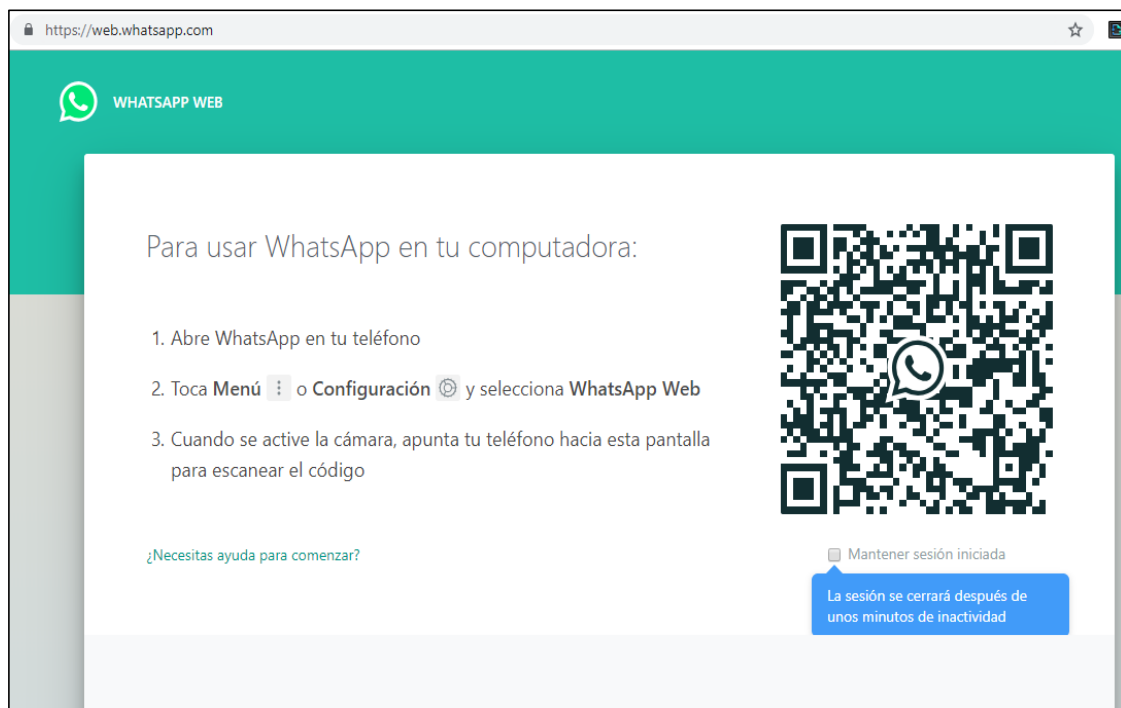 https://web.whatsapp.com
WHATSAPP WEB
Para usar WhatsApp en tu computadora:
1. Abre WhatsApp en tu teléfono
2. Toca Menú o Configuración y selecciona WhatsApp Web
3. Cuando se active la cámara, apunta tu teléfono hacia esta pantalla
para escanear el código
¿Necesitas ayuda para comenzar?
Mantener sesión iniciada
La sesión se cerrará después de
unos minutos de inactividad